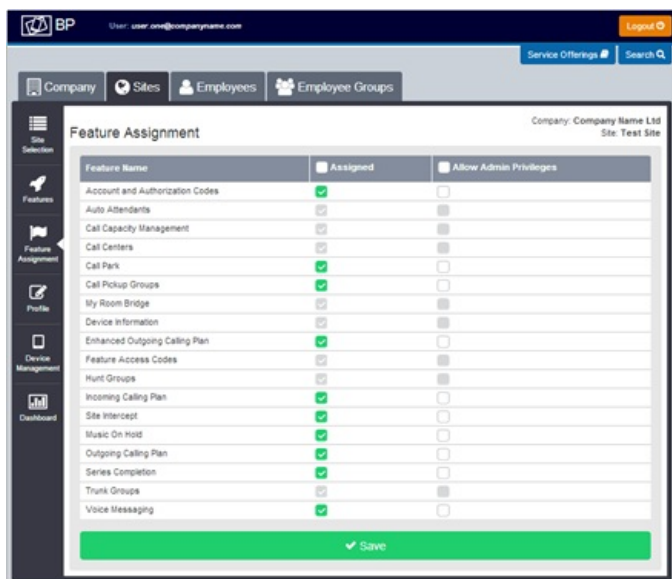 BP
User: user.one@companyname.com
Logout
Service Offerings
Search
Company
Sites
Employees
Employee Groups
Company: Company Name Ltd
Site: Test Site
Site Selection
Features
Feature Assignment
Profile
Device Management
Dashboard
Feature Assignment
Feature Name Assigned Allow Admin Privileges
Account and Authorization Codes
Auto Attendants
Call Capacity Management
Call Centers
Call Park
Call Pickup Groups
My Room Bridge
Device Information
Enhanced Outgoing Calling Plan
Feature Access Codes
Hunt Groups
Incoming Calling Plan
Site Intercept
Music On Hold
Outgoing Calling Plan
Series Completion
Trunk Groups
Voice Messaging
Save